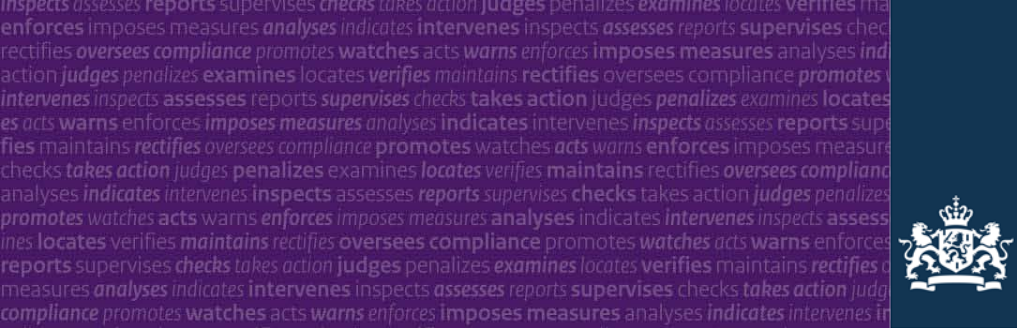 inspects assesses reports supervises checks takes action judges penalizes examines locates verifies
enforces imposes measures analyses indicates intervenes inspects assesses reports supervises chec
rectifies oversees compliance promotes watches acts warns enforces imposes measures analyses indi
action judges penalizes examines locates verifies maintains rectifies oversees compliance promotes
intervenes inspects assesses reports supervises checks takes action judges penalizes examines locates
es acts warns enforces imposes measures analyses indicates intervenes inspects assesses reports supe
fies maintains rectifies oversees compliance promotes watches acts warns enforces imposes measure
checks takes action judges penalizes examines locates verifies maintains rectifies oversees complianc
analyses indicates intervenes inspects assesses reports supervises checks takes action judges penalizes
promotes watches acts warns enforces imposes measures analyses indicates intervenes inspects assess
ines locates verifies maintains rectifies oversees compliance promotes watches acts warns enforces
reports supervises checks takes action judges penalizes examines locates verifies maintains rectifies
measures analyses indicates intervenes inspects assesses reports supervises checks takes action judg
compliance promotes watches acts warns enforces imposes measures analyses indicates intervenes in